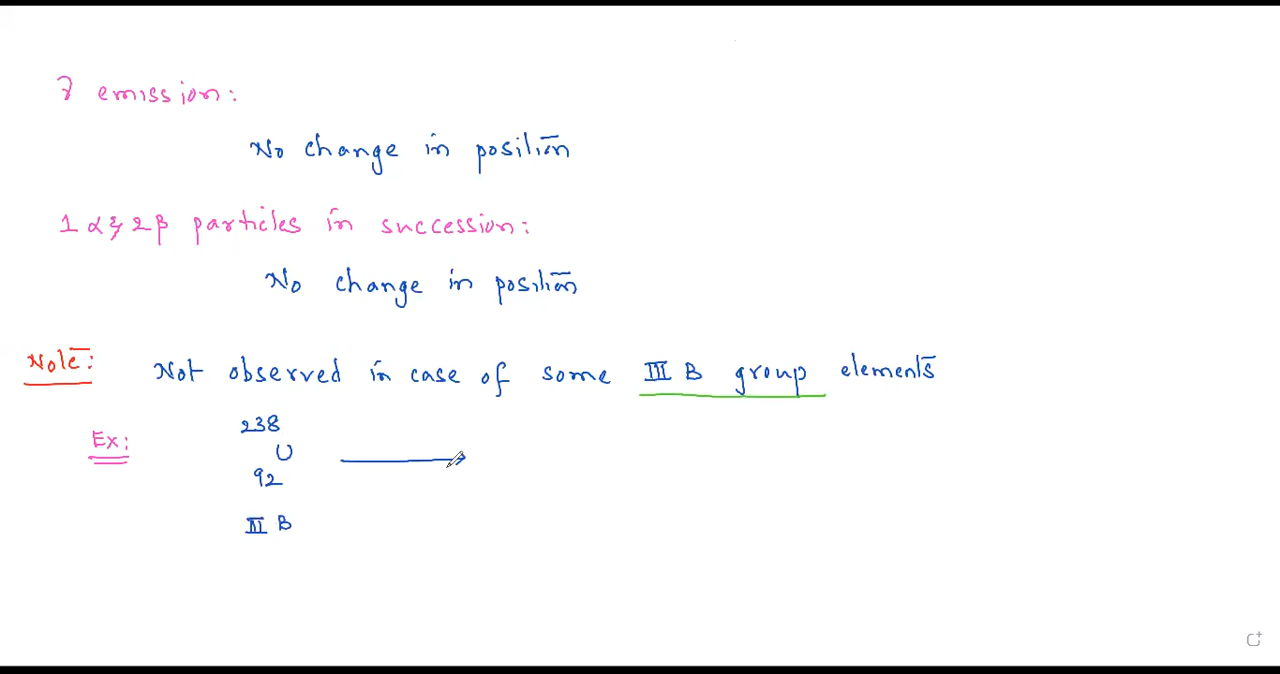 γ emission:
No change in position
1 α & 2 β particles in succession:
No change in position
Note: Not observed in case of some III B group elements
Ex: 238
U
92
III B